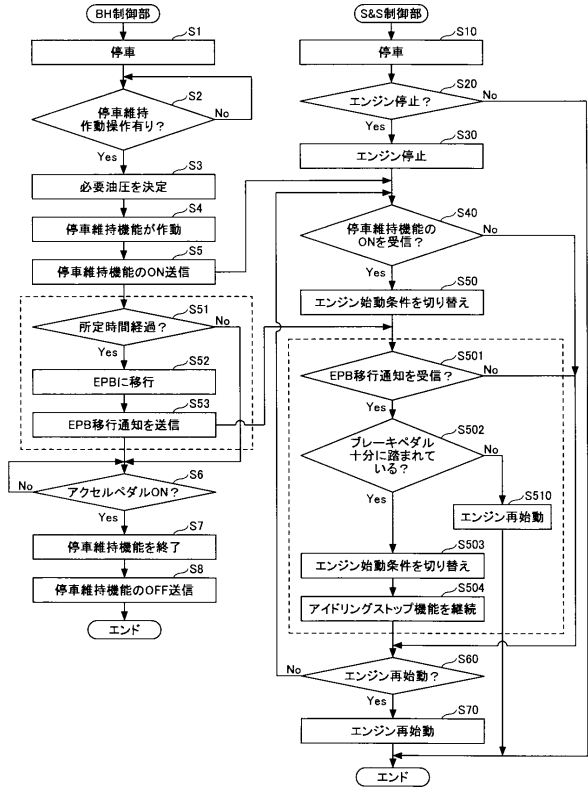 BH制御部
S1
停車
S2
停車維持
作動操作有り?
No
Yes
S3
必要油圧を決定
S4
停車維持機能が作動
S5
停車維持機能のON送信
S51
所定時間経過?
No
Yes
S52
EPBに移行
S53
EPB移行通知を送信
S6
アクセルペダルON?
No
Yes
S7
停車維持機能を終了
S8
停車維持機能のOFF送信
エンド
S&S制御部
S10
停車
S20
エンジン停止?
No
Yes
S30
エンジン停止
S40
停車維持機能の
ONを受信?
No
Yes
S50
エンジン始動条件を切り替え
S501
EPB移行通知を受信?
No
Yes
S502
ブレーキペダル
十分に踏まれて
いる?
No
Yes
S510
エンジン再始動
S503
エンジン始動条件を切り替え
S504
アイドリングストップ機能を継続
S60
エンジン再始動?
No
Yes
S70
エンジン再始動
エンド